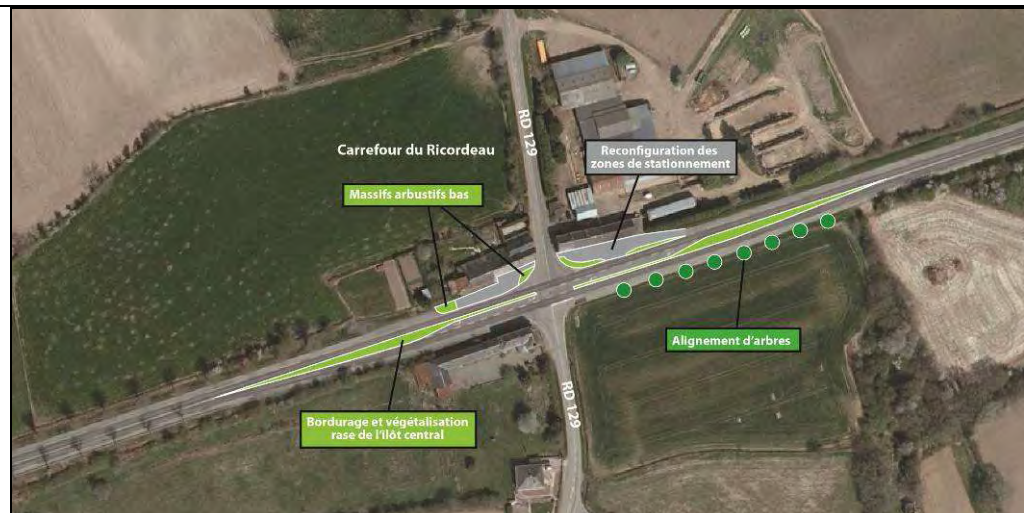 RD 129
Carrefour du Ricordeau
Reconfiguration des
zones de stationnement
Massifs arbustifs bas
Alignement d'arbres
RD 129
Bordurage et végétalisation
rase de l'îlôt central